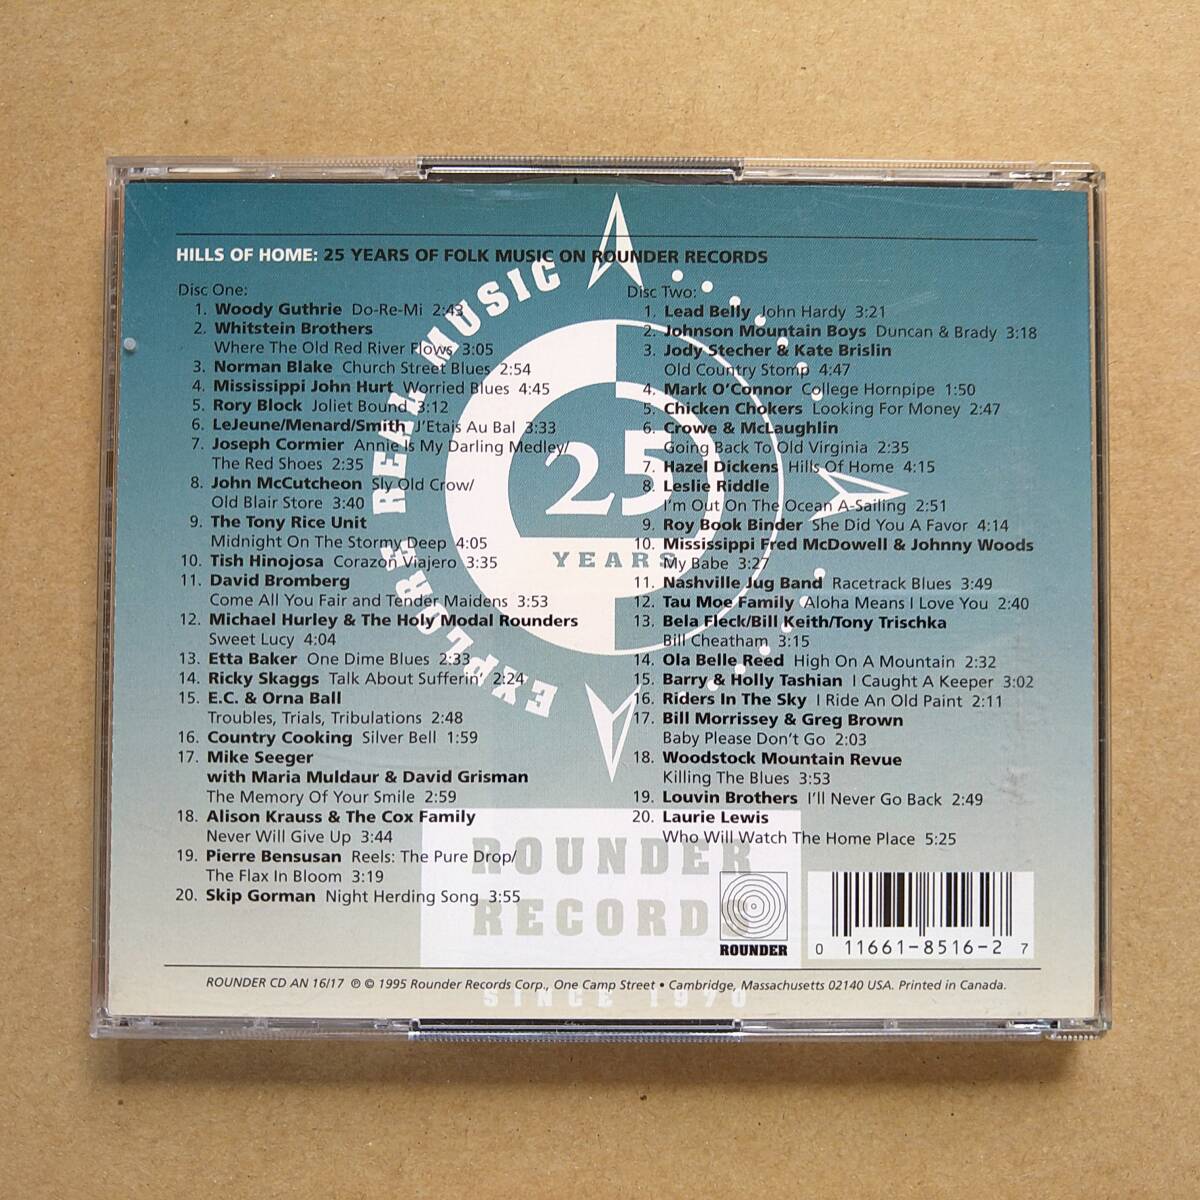 HILLS OF HOME: 25 YEARS OF FOLK MUSIC ON ROUNDER RECORDS
Disc One:
1. Woody Guthrie Do-Re-Mi 2:43
2. Whitstein Brothers
Where The Old Red River Flows 3:05
3. Norman Blake Church Street Blues 2:54
4. Mississippi John Hurt Worried Blues 4:45
5. Rory Block Joliet Bound 3:12
6. LeJeune/Menard/Smith J'Etais Au Bal 3:33
7. Joseph Cormier Annie Is My Darling Medley/
The Red Shoes 2:35
8. John McCutcheon Sly Old Crow/
Old Blair Store 3:40
9. The Tony Rice Unit
Midnight On The Stormy Deep 4:05
10. Tish Hinojosa Corazon Viajero 3:35
11. David Bromberg
Come All You Fair and Tender Maidens 3:53
12. Michael Hurley & The Holy Modal Rounders
Sweet Lucy 4:04
13. Etta Baker One Dime Blues 2:33
14. Ricky Skaggs Talk About Sufferin' 2:24
15. E.C. & Orna Ball
Troubles, Trials, Tribulations 2:48
16. Country Cooking Silver Bell 1:59
17. Mike Seeger
with Maria Muldaur & David Grisman
The Memory Of Your Smile 2:59
18. Alison Krauss & The Cox Family
Never Will Give Up 3:44
19. Pierre Bensusan Reels: The Pure Drop/
The Flax In Bloom 3:19
20. Skip Gorman Night Herding Song 3:55
Disc Two:
1. Lead Belly John Hardy 3:21
2. Johnson Mountain Boys Duncan & Brady 3:18
3. Jody Stecher & Kate Brislin
Old Country Stomp 4:47
4. Mark O'Connor College Hornpipe 1:50
5. Chicken Chokers Looking For Money 2:47
6. Crowe & McLaughlin
Going Back To Old Virginia 2:35
7. Hazel Dickens Hills Of Home 4:15
8. Leslie Riddle
I'm Out On The Ocean A-Sailing 2:51
9. Roy Book Binder She Did You A Favor 4:14
10. Mississippi Fred McDowell & Johnny Woods
My Babe 3:27
11. Nashville Jug Band Racetrack Blues 3:49
12. Tau Moe Family Aloha Means I Love You 2:40
13. Bela Fleck/Bill Keith/Tony Trischka
Bill Cheatham 3:15
14. Ola Belle Reed High On A Mountain 2:32
15. Barry & Holly Tashian I Caught A Keeper 3:02
16. Riders In The Sky I Ride An Old Paint 2:11
17. Bill Morrissey & Greg Brown
Baby Please Don't Go 2:03
18. Woodstock Mountain Revue
Killing The Blues 3:53
19. Louvin Brothers I'll Never Go Back 2:49
20. Laurie Lewis
Who Will Watch The Home Place 5:25
EXPLORE REAL MUSIC
25
YEARS
ROUNDER
RECORDS
SINCE 1970
ROUNDER
0 11661-8516-2 7
ROUNDER CD AN 16/17 ℗ © 1995 Rounder Records Corp., One Camp Street • Cambridge, Massachusetts 02140 USA. Printed in Canada.